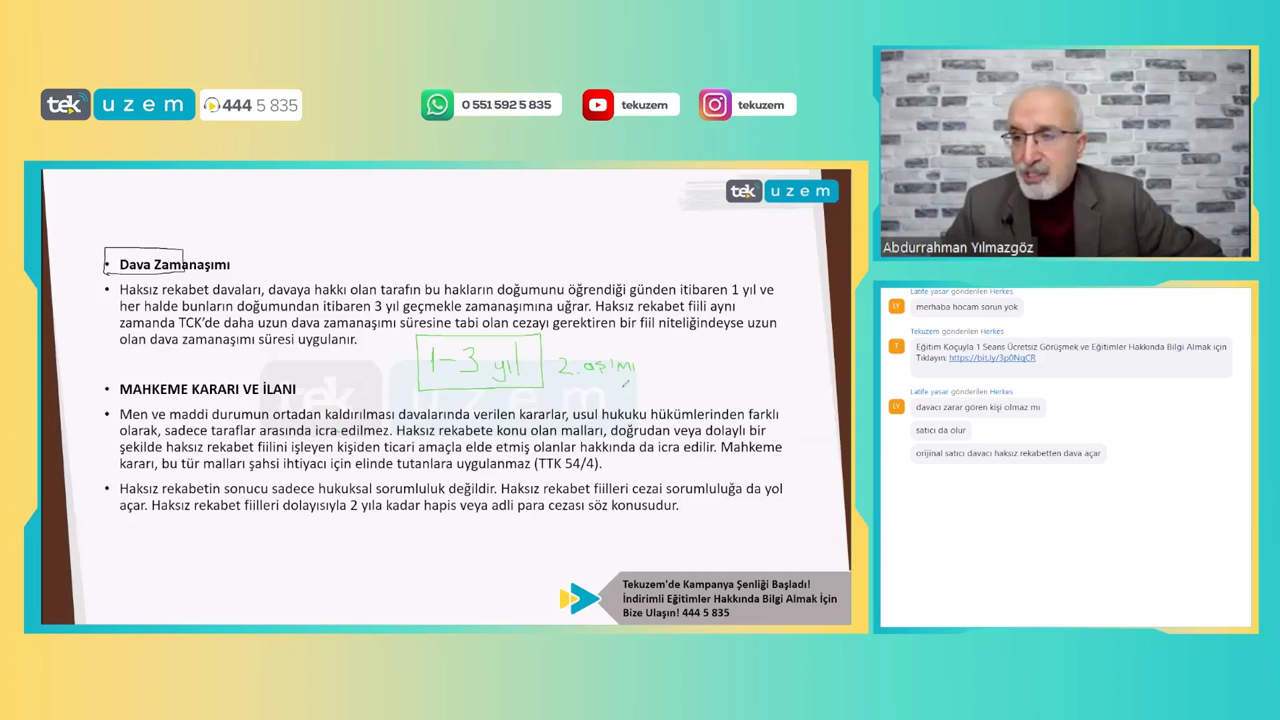 tek uzem 444 5 835
0 551 592 5 835
tekuzem
tekuzem
tek uzem
• Dava Zamanaşımı
• Haksız rekabet davaları, davaya hakkı olan tarafın bu hakların doğumunu öğrendiği günden itibaren 1 yıl ve
her halde bunların doğumundan itibaren 3 yıl geçmekle zamanaşımına uğrar. Haksız rekabet fiili aynı
zamanda TCK'de daha uzun dava zamanaşımı süresine tabi olan cezayı gerektiren bir fiil niteliğindeyse uzun
olan dava zamanaşımı süresi uygulanır.
1-3 yıl
2.aşımı
• MAHKEME KARARI VE İLANI
• Men ve maddi durumun ortadan kaldırılması davalarında verilen kararlar, usul hukuku hükümlerinden farklı
olarak, sadece taraflar arasında icra edilmez. Haksız rekabete konu olan malları, doğrudan veya dolaylı bir
şekilde haksız rekabet fiilini işleyen kişiden ticari amaçla elde etmiş olanlar hakkında da icra edilir. Mahkeme
kararı, bu tür malları şahsi ihtiyacı için elinde tutanlara uygulanmaz (TTK 54/4).
• Haksız rekabetin sonucu sadece hukuksal sorumluluk değildir. Haksız rekabet fiilleri cezai sorumluluğa da yol
açar. Haksız rekabet fiilleri dolayısıyla 2 yıla kadar hapis veya adli para cezası söz konusudur.
tek uzem
Tekuzem'de Kampanya Şenliği Başladı!
İndirimli Eğitimler Hakkında Bilgi Almak İçin
Bize Ulaşın! 444 5 835
Abdurrahman Yılmazgöz
Latife yasar gönderilen Herkes
LY merhaba hocam sorun yok
Tekuzem gönderilen Herkes
T Eğitim Koçuyla 1 Seans Ücretsiz Görüşmek ve Eğitimler Hakkında Bilgi Almak için
Tıklayın: https://bit.ly/3p0NqCR
Latife yasar gönderilen Herkes
LY davacı zarar gören kişi olmaz mı
satıcı da olur
orijinal satıcı davacı haksız rekabetten dava açar